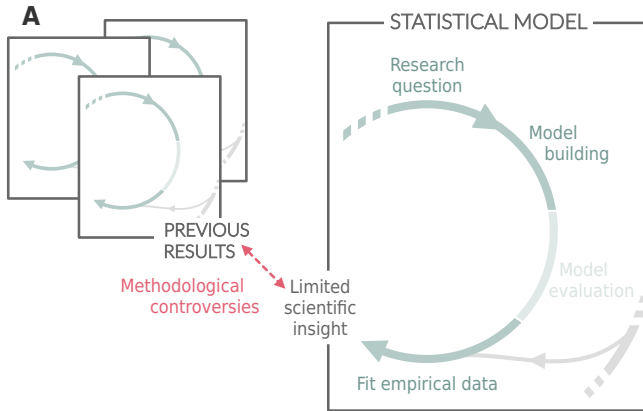 A
STATISTICAL MODEL
Research
question
Model
building
Model
evaluation
Fit empirical data
PREVIOUS
RESULTS
Methodological
controversies
Limited
scientific
insight